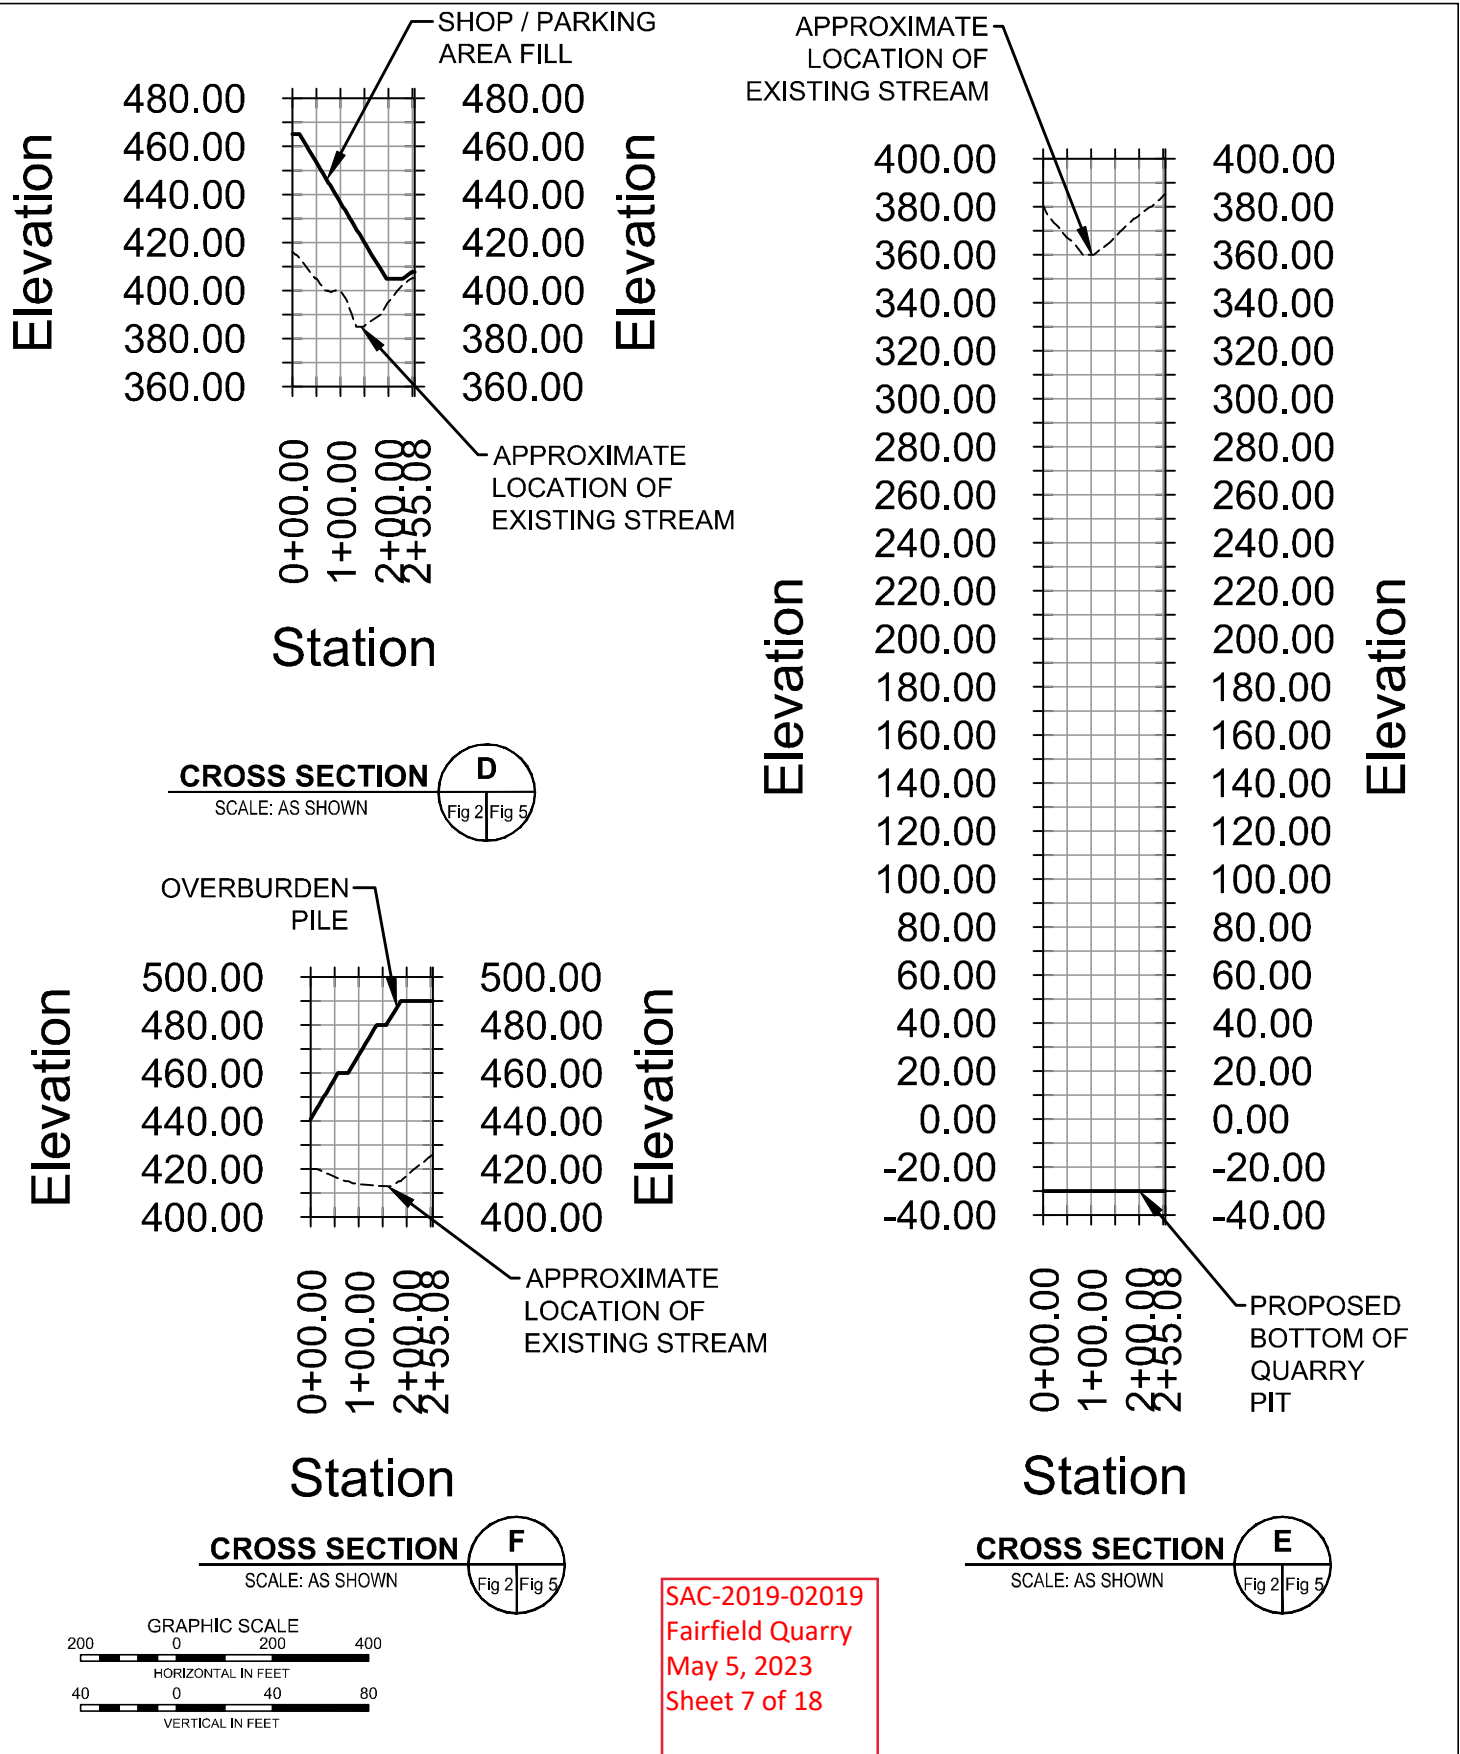 SHOP / PARKING
AREA FILL
480.00
460.00
440.00
420.00
400.00
380.00
360.00
480.00
460.00
440.00
420.00
400.00
380.00
360.00
Elevation
Elevation
APPROXIMATE
LOCATION OF
EXISTING STREAM
0+00.00
1+00.00
2+00.00
2+55.08
Station
CROSS SECTION
SCALE: AS SHOWN
D
Fig 2
Fig 5
OVERBURDEN
PILE
500.00
480.00
460.00
440.00
420.00
400.00
500.00
480.00
460.00
440.00
420.00
400.00
Elevation
Elevation
APPROXIMATE
LOCATION OF
EXISTING STREAM
0+00.00
1+00.00
2+00.00
2+55.08
Station
CROSS SECTION
SCALE: AS SHOWN
F
Fig 2
Fig 5
GRAPHIC SCALE
200 0 200 400
HORIZONTAL IN FEET
40 0 40 80
VERTICAL IN FEET
APPROXIMATE
LOCATION OF
EXISTING STREAM
400.00
380.00
360.00
340.00
320.00
300.00
280.00
260.00
240.00
220.00
200.00
180.00
160.00
140.00
120.00
100.00
80.00
60.00
40.00
20.00
0.00
-20.00
-40.00
400.00
380.00
360.00
340.00
320.00
300.00
280.00
260.00
240.00
220.00
200.00
180.00
160.00
140.00
120.00
100.00
80.00
60.00
40.00
20.00
0.00
-20.00
-40.00
Elevation
Elevation
0+00.00
1+00.00
2+00.00
2+55.08
PROPOSED
BOTTOM OF
QUARRY
PIT
Station
CROSS SECTION
SCALE: AS SHOWN
E
Fig 2
Fig 5
SAC-2019-02019
Fairfield Quarry
May 5, 2023
Sheet 7 of 18